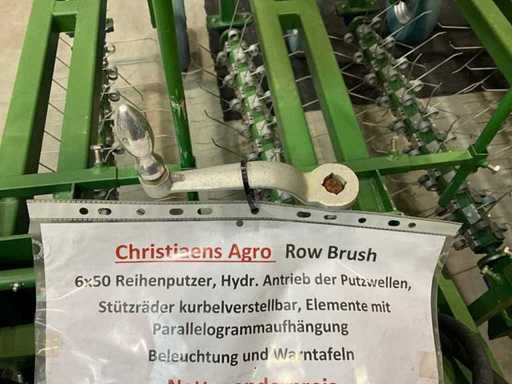 Christiaens Agro Row Brush
6x50 Reihenputzer, Hydr. Antrieb der Putzwellen,
Stützräder kurbelverstellbar, Elemente mit
Parallelogrammaufhängung
Beleuchtung und Warntafeln